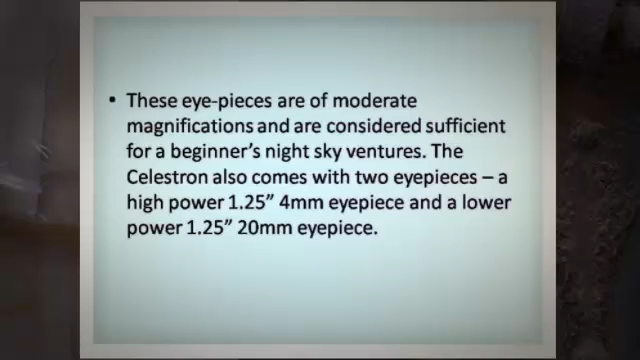 • These eye-pieces are of moderate
magnifications and are considered sufficient
for a beginner’s night sky ventures. The
Celestron also comes with two eyepieces – a
high power 1.25” 4mm eyepiece and a lower
power 1.25” 20mm eyepiece.